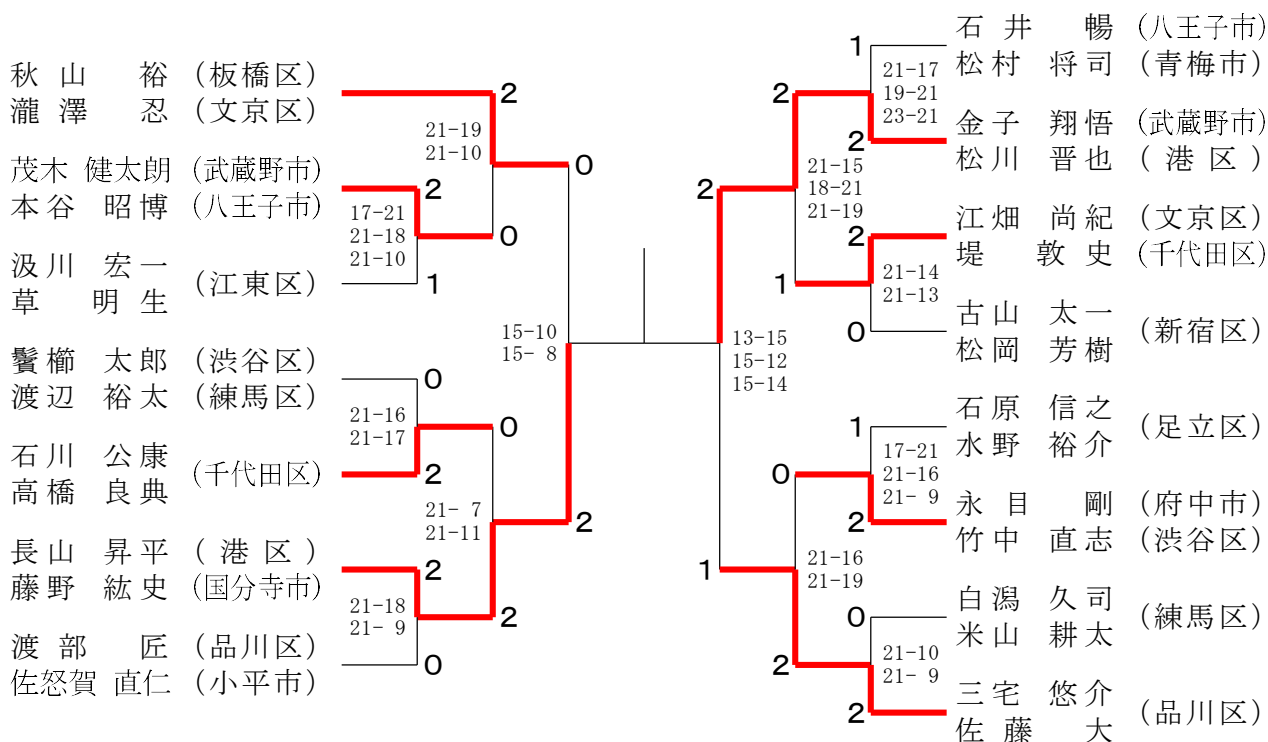 秋山 裕 (板橋区)
瀧澤 忍 (文京区)
茂木 健太朗 (武蔵野市)
本谷 昭博 (八王子市)
汲川 宏一
草 明生
(江東区)
鬢櫛 太郎 (渋谷区)
渡辺 裕太 (練馬区)
石川 公康
高橋 良典
(千代田区)
長山 昇平 (港区)
藤野 紘史 (国分寺市)
渡部 匠 (品川区)
佐怒賀 直仁 (小平市)
2
21-19
21-10
0
2
17-21
21-18
21-10
0
1
15-10
15- 8
0
21-16
21-17
0
2
21- 7
21-11
2
2
21-18
21- 9
2
0
石井 暢 (八王子市)
松村 将司 (青梅市)
金子 翔悟 (武蔵野市)
松川 晋也 (港区)
江畑 尚紀 (文京区)
堤 敦史 (千代田区)
古山 太一
松岡 芳樹
(新宿区)
石原 信之
水野 裕介
(足立区)
永目 剛 (府中市)
竹中 直志 (渋谷区)
白潟 久司
米山 耕太
(練馬区)
三宅 悠介
佐藤 大
(品川区)
1
21-17
19-21
23-21
2
2
21-15
18-21
21-19
2
2
21-14
21-13
1
0
13-15
15-12
15-14
1
17-21
21-16
21- 9
0
2
21-16
21-19
1
0
21-10
21- 9
2
2